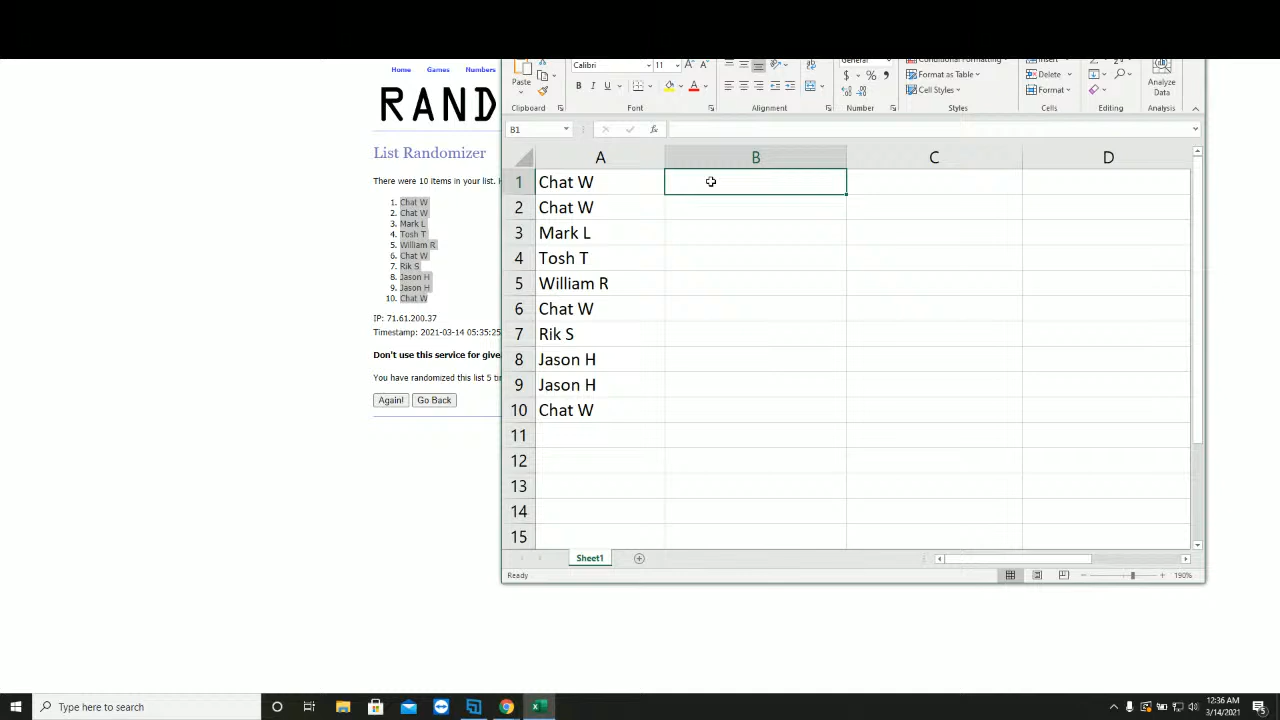 Home Games Numbers
RAND
List Randomizer
There were 10 items in your list.
1. Chat W
2. Chat W
3. Mark L
4. Tosh T
5. William R
6. Chat W
7. Rik S
8. Jason H
9. Jason H
10. Chat W
IP: 71.61.200.37
Timestamp: 2021-03-14 05:35:25
Don't use this service for give
You have randomized this list 5 ti
Again! Go Back
Paste
Calibri 11
General
Conditional Formatting
Insert
B I U A
$ % ,
Format as Table
Delete
Analyze
Data
Cell Styles
Format
Clipboard Font Alignment Number Styles Cells Editing Analysis
B1 fx
A B C D
1 Chat W
2 Chat W
3 Mark L
4 Tosh T
5 William R
6 Chat W
7 Rik S
8 Jason H
9 Jason H
10 Chat W
11
12
13
14
15
Sheet1
Ready 190%
Type here to search
12:36 AM
3/14/2021
5